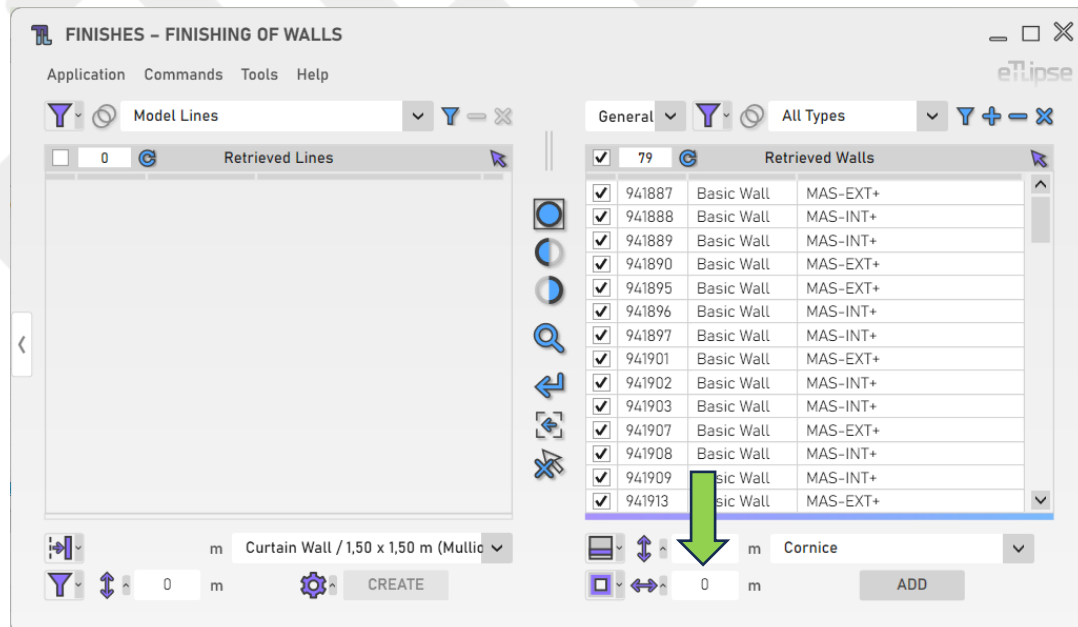 FINISHES – FINISHING OF WALLS
Application Commands Tools Help
eTLipse
Model Lines
General All Types
0 Retrieved Lines
79 Retrieved Walls
941887 Basic Wall MAS-EXT+
941888 Basic Wall MAS-INT+
941889 Basic Wall MAS-INT+
941890 Basic Wall MAS-EXT+
941895 Basic Wall MAS-EXT+
941896 Basic Wall MAS-INT+
941897 Basic Wall MAS-INT+
941901 Basic Wall MAS-EXT+
941902 Basic Wall MAS-INT+
941903 Basic Wall MAS-INT+
941907 Basic Wall MAS-EXT+
941908 Basic Wall MAS-INT+
941909 sic Wall MAS-INT+
941913 sic Wall MAS-EXT+
m Curtain Wall / 1,50 x 1,50 m (Mullic
m Cornice
0 m CREATE
0 m ADD